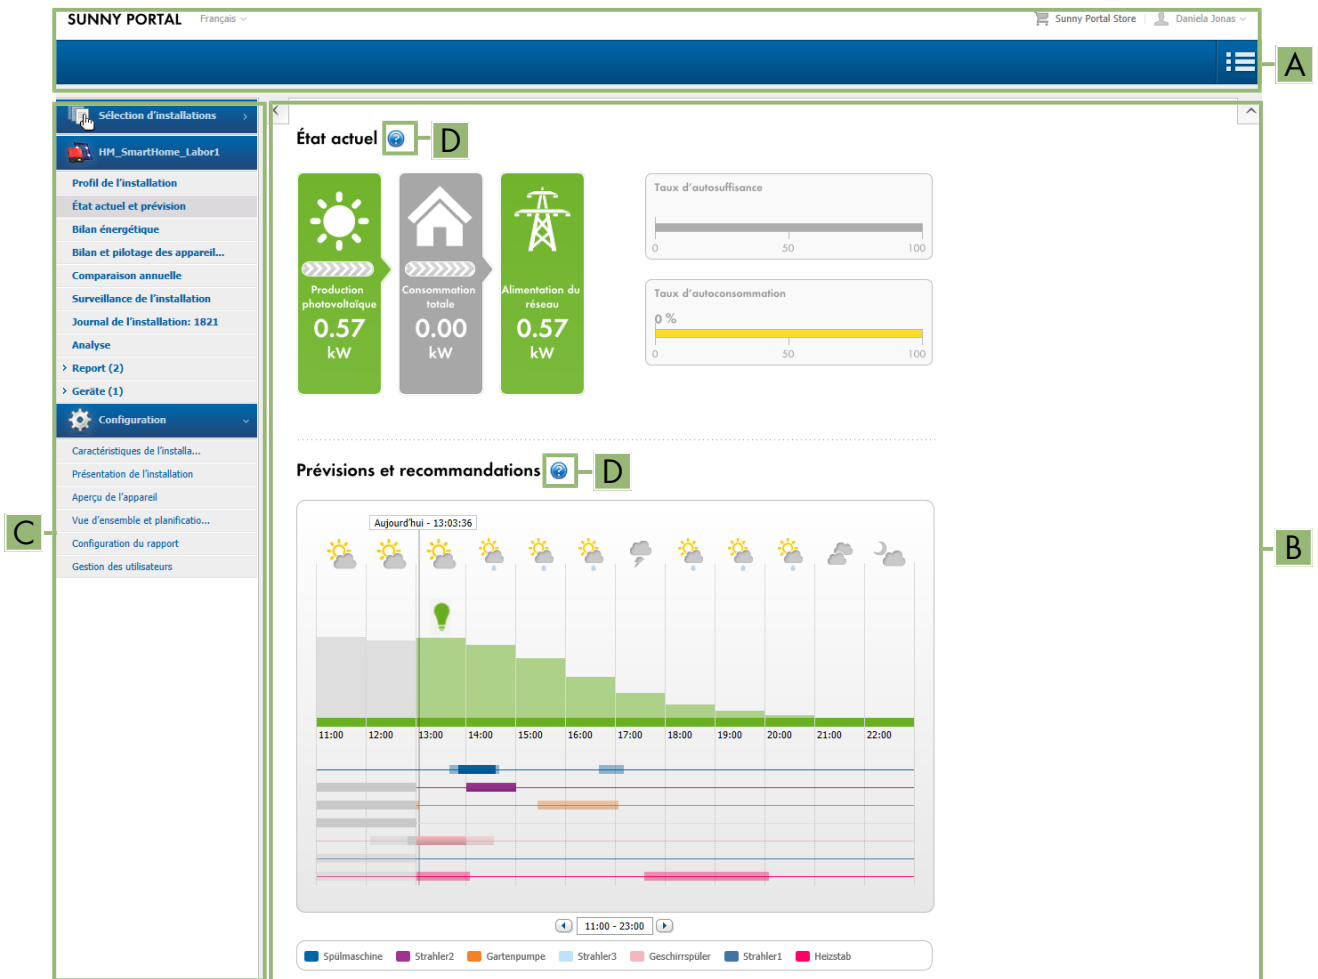 SUNNY PORTAL Français
Sunny Portal Store Daniela Jonas
A
Sélection d'installations
HM_SmartHome_Labor1
Profil de l'installation
État actuel et prévision
Bilan énergétique
Bilan et pilotage des appareil...
Comparaison annuelle
Surveillance de l'installation
Journal de l'installation: 1821
Analyse
Report (2)
Geräte (1)
Configuration
Caractéristiques de l'installa...
Présentation de l'installation
Aperçu de l'appareil
Vue d'ensemble et planificatio...
Configuration du rapport
Gestion des utilisateurs
C
État actuel
D
Production
photovoltaïque
0.57
kW
Consommation
totale
0.00
kW
Alimentation du
réseau
0.57
kW
Taux d'autosuffisance
0 50 100
Taux d'autoconsommation
0 %
0 50 100
Prévisions et recommandations
D
B
Aujourd'hui - 13:03:36
11:00 12:00 13:00 14:00 15:00 16:00 17:00 18:00 19:00 20:00 21:00 22:00
11:00 - 23:00
Spülmaschine Strahler2 Gartenpumpe Strahler3 Geschirrspüler Strahler1 Heizstab